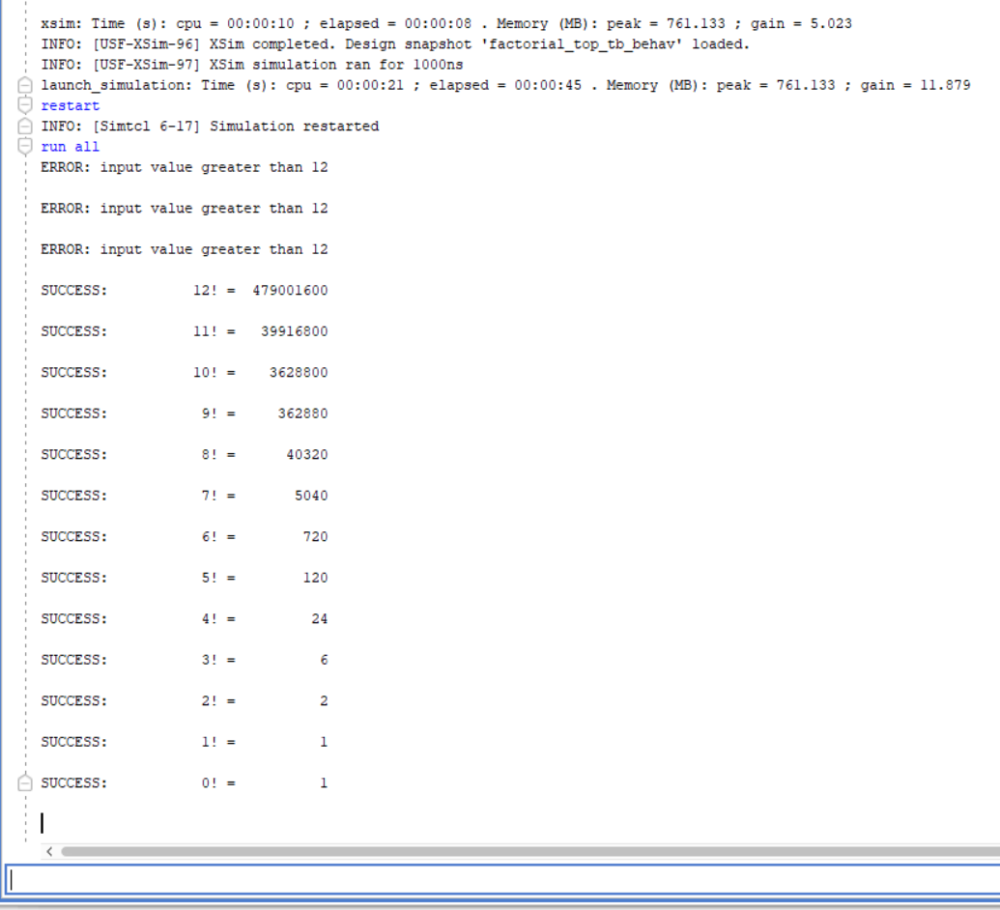 xsim: Time (s): cpu = 00:00:10 ; elapsed = 00:00:08 . Memory (MB): peak = 761.133 ; gain = 5.023
INFO: [USF-XSim-96] XSim completed. Design snapshot 'factorial_top_tb_behav' loaded.
INFO: [USF-XSim-97] XSim simulation ran for 1000ns
launch_simulation: Time (s): cpu = 00:00:21 ; elapsed = 00:00:45 . Memory (MB): peak = 761.133 ; gain = 11.879
restart
INFO: [Simtcl 6-17] Simulation restarted
run all
ERROR: input value greater than 12
ERROR: input value greater than 12
ERROR: input value greater than 12
SUCCESS:          12! =  479001600
SUCCESS:          11! =   39916800
SUCCESS:          10! =    3628800
SUCCESS:           9! =     362880
SUCCESS:           8! =      40320
SUCCESS:           7! =       5040
SUCCESS:           6! =        720
SUCCESS:           5! =        120
SUCCESS:           4! =         24
SUCCESS:           3! =          6
SUCCESS:           2! =          2
SUCCESS:           1! =          1
SUCCESS:           0! =          1